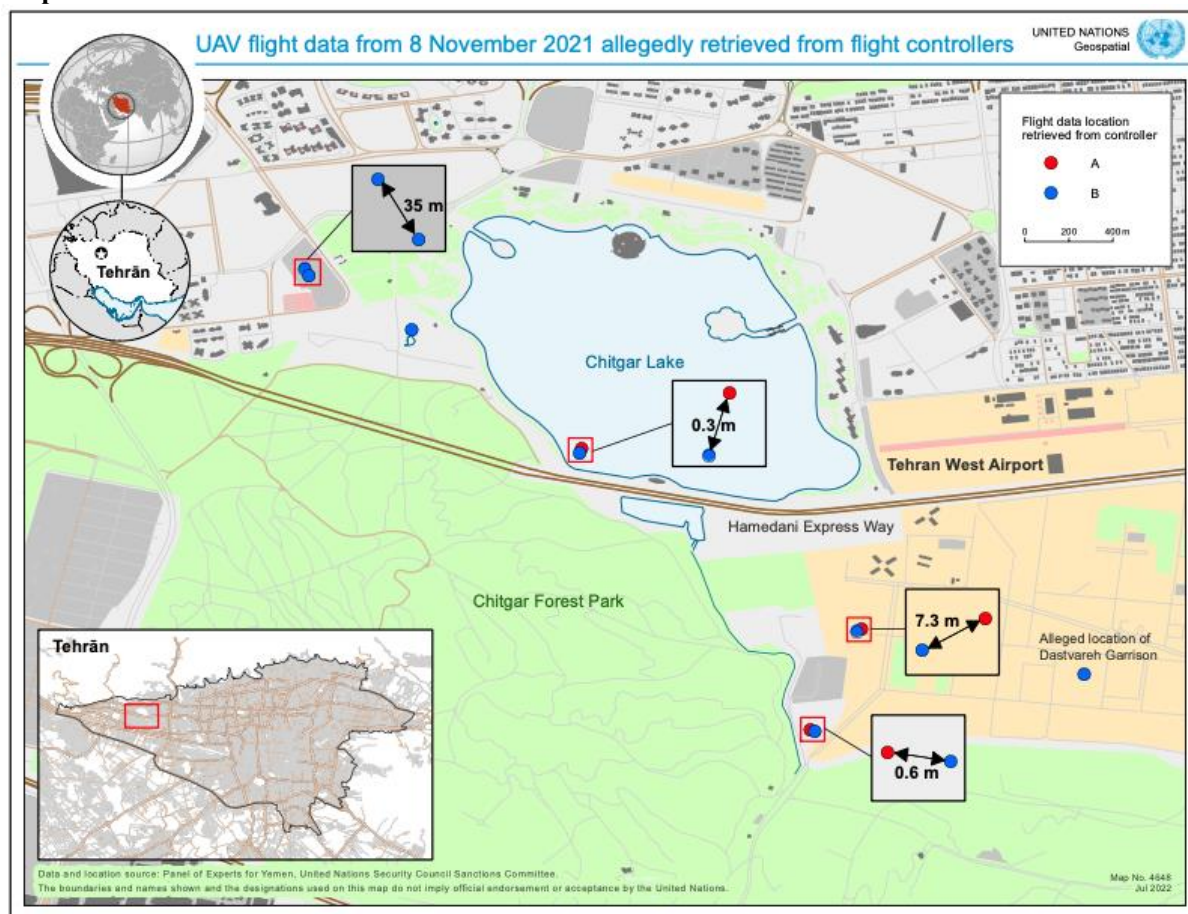 UAV flight data from 8 November 2021 allegedly retrieved from flight controllers
UNITED NATIONS
Geospatial
Flight data location
retrieved from controller
A
B
0 200 400 m
35 m
Tehrān
Chitgar Lake
0.3 m
Tehran West Airport
Hamedani Express Way
Chitgar Forest Park
7.3 m
Alleged location of
Dastvareh Garrison
0.6 m
Tehrān
Data and location source: Panel of Experts for Yemen, United Nations Security Council Sanctions Committee.
The boundaries and names shown and the designations used on this map do not imply official endorsement or acceptance by the United Nations.
Map No. 4648
Jul 2022